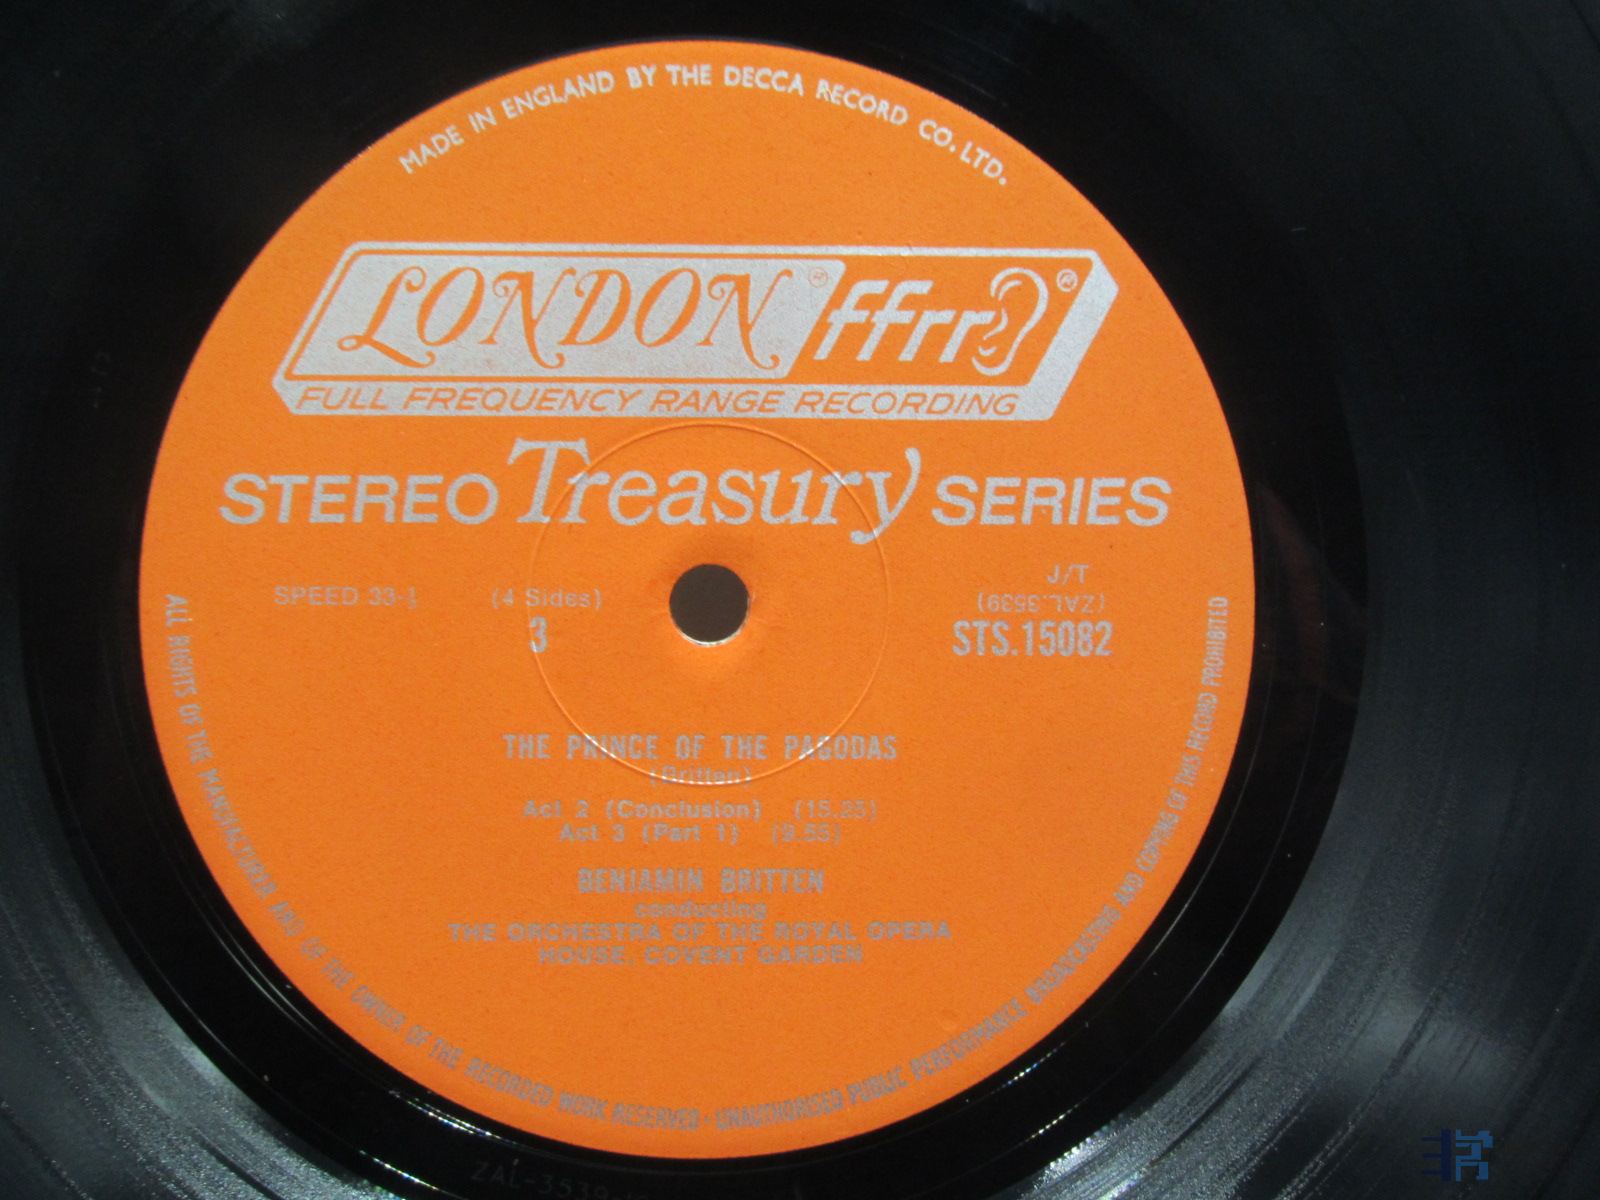 MADE IN ENGLAND BY THE DECCA RECORD CO. LTD.
LONDON ® ffrr ®
FULL FREQUENCY RANGE RECORDING
STEREO Treasury SERIES
J/T
SPEED 33-⅓ (4 Sides) (ZAL.3539)
3 STS.15082
THE PRINCE OF THE PAGODAS
(Britten)
Act 2 (Conclusion) (15.25)
Act 3 (Part 1) (9.55)
BENJAMIN BRITTEN
conducting
THE ORCHESTRA OF THE ROYAL OPERA
HOUSE, COVENT GARDEN
ALL RIGHTS OF THE MANUFACTURER AND OF THE OWNER OF THE RECORDED WORK RESERVED · UNAUTHORISED PUBLIC PERFORMANCE BROADCASTING AND COPYING OF THIS RECORD PROHIBITED
ZAL-3539